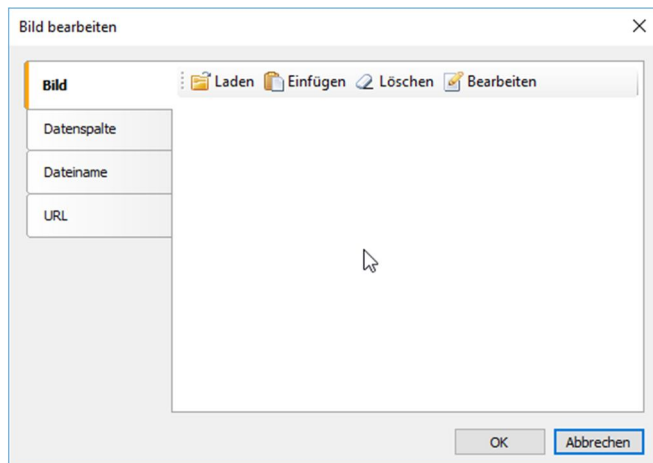 Bild bearbeiten
Bild
Laden Einfügen Löschen Bearbeiten
Datenspalte
Dateiname
URL
OK Abbrechen